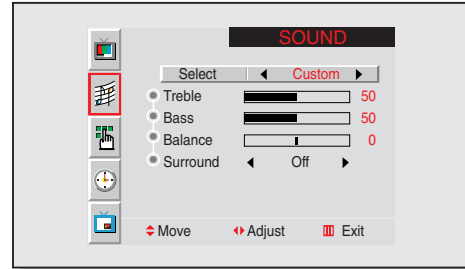 SOUND
Select Custom
Treble 50
Bass 50
Balance 0
Surround Off
Move Adjust Exit